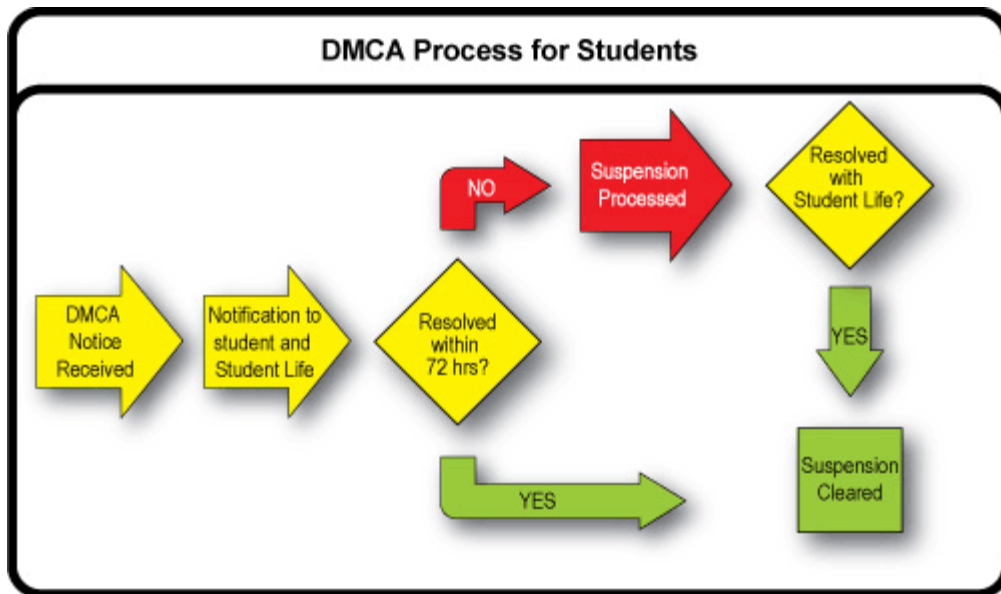 DMCA Process for Students
DMCA
Notice
Received
Notification to
student and
Student Life
Resolved
within
72 hrs?
NO
Suspension
Processed
Resolved
with
Student Life?
YES
YES
Suspension
Cleared